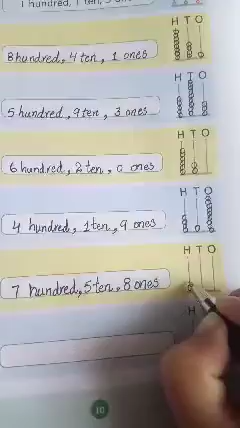 1 hundred, 1 ten,
H T O
8 hundred, 4 ten, 1 ones
H T O
5 hundred, 9 ten, 3 ones
H T O
6 hundred, 2 ten, 0 ones
H T O
4 hundred, 1 ten, 9 ones
H T O
7 hundred, 5 ten, 8 ones
H
10